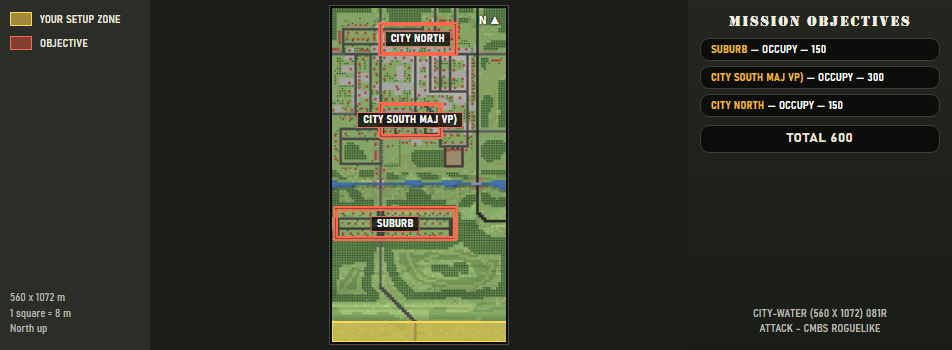 YOUR SETUP ZONE
OBJECTIVE
560 x 1072 m
1 square = 8 m
North up
N ▲
CITY NORTH
CITY SOUTH MAJ VP)
SUBURB
MISSION OBJECTIVES
SUBURB — OCCUPY — 150
CITY SOUTH MAJ VP) — OCCUPY — 300
CITY NORTH — OCCUPY — 150
TOTAL 600
CITY-WATER (560 X 1072) 081R
ATTACK - CMBS ROGUELIKE